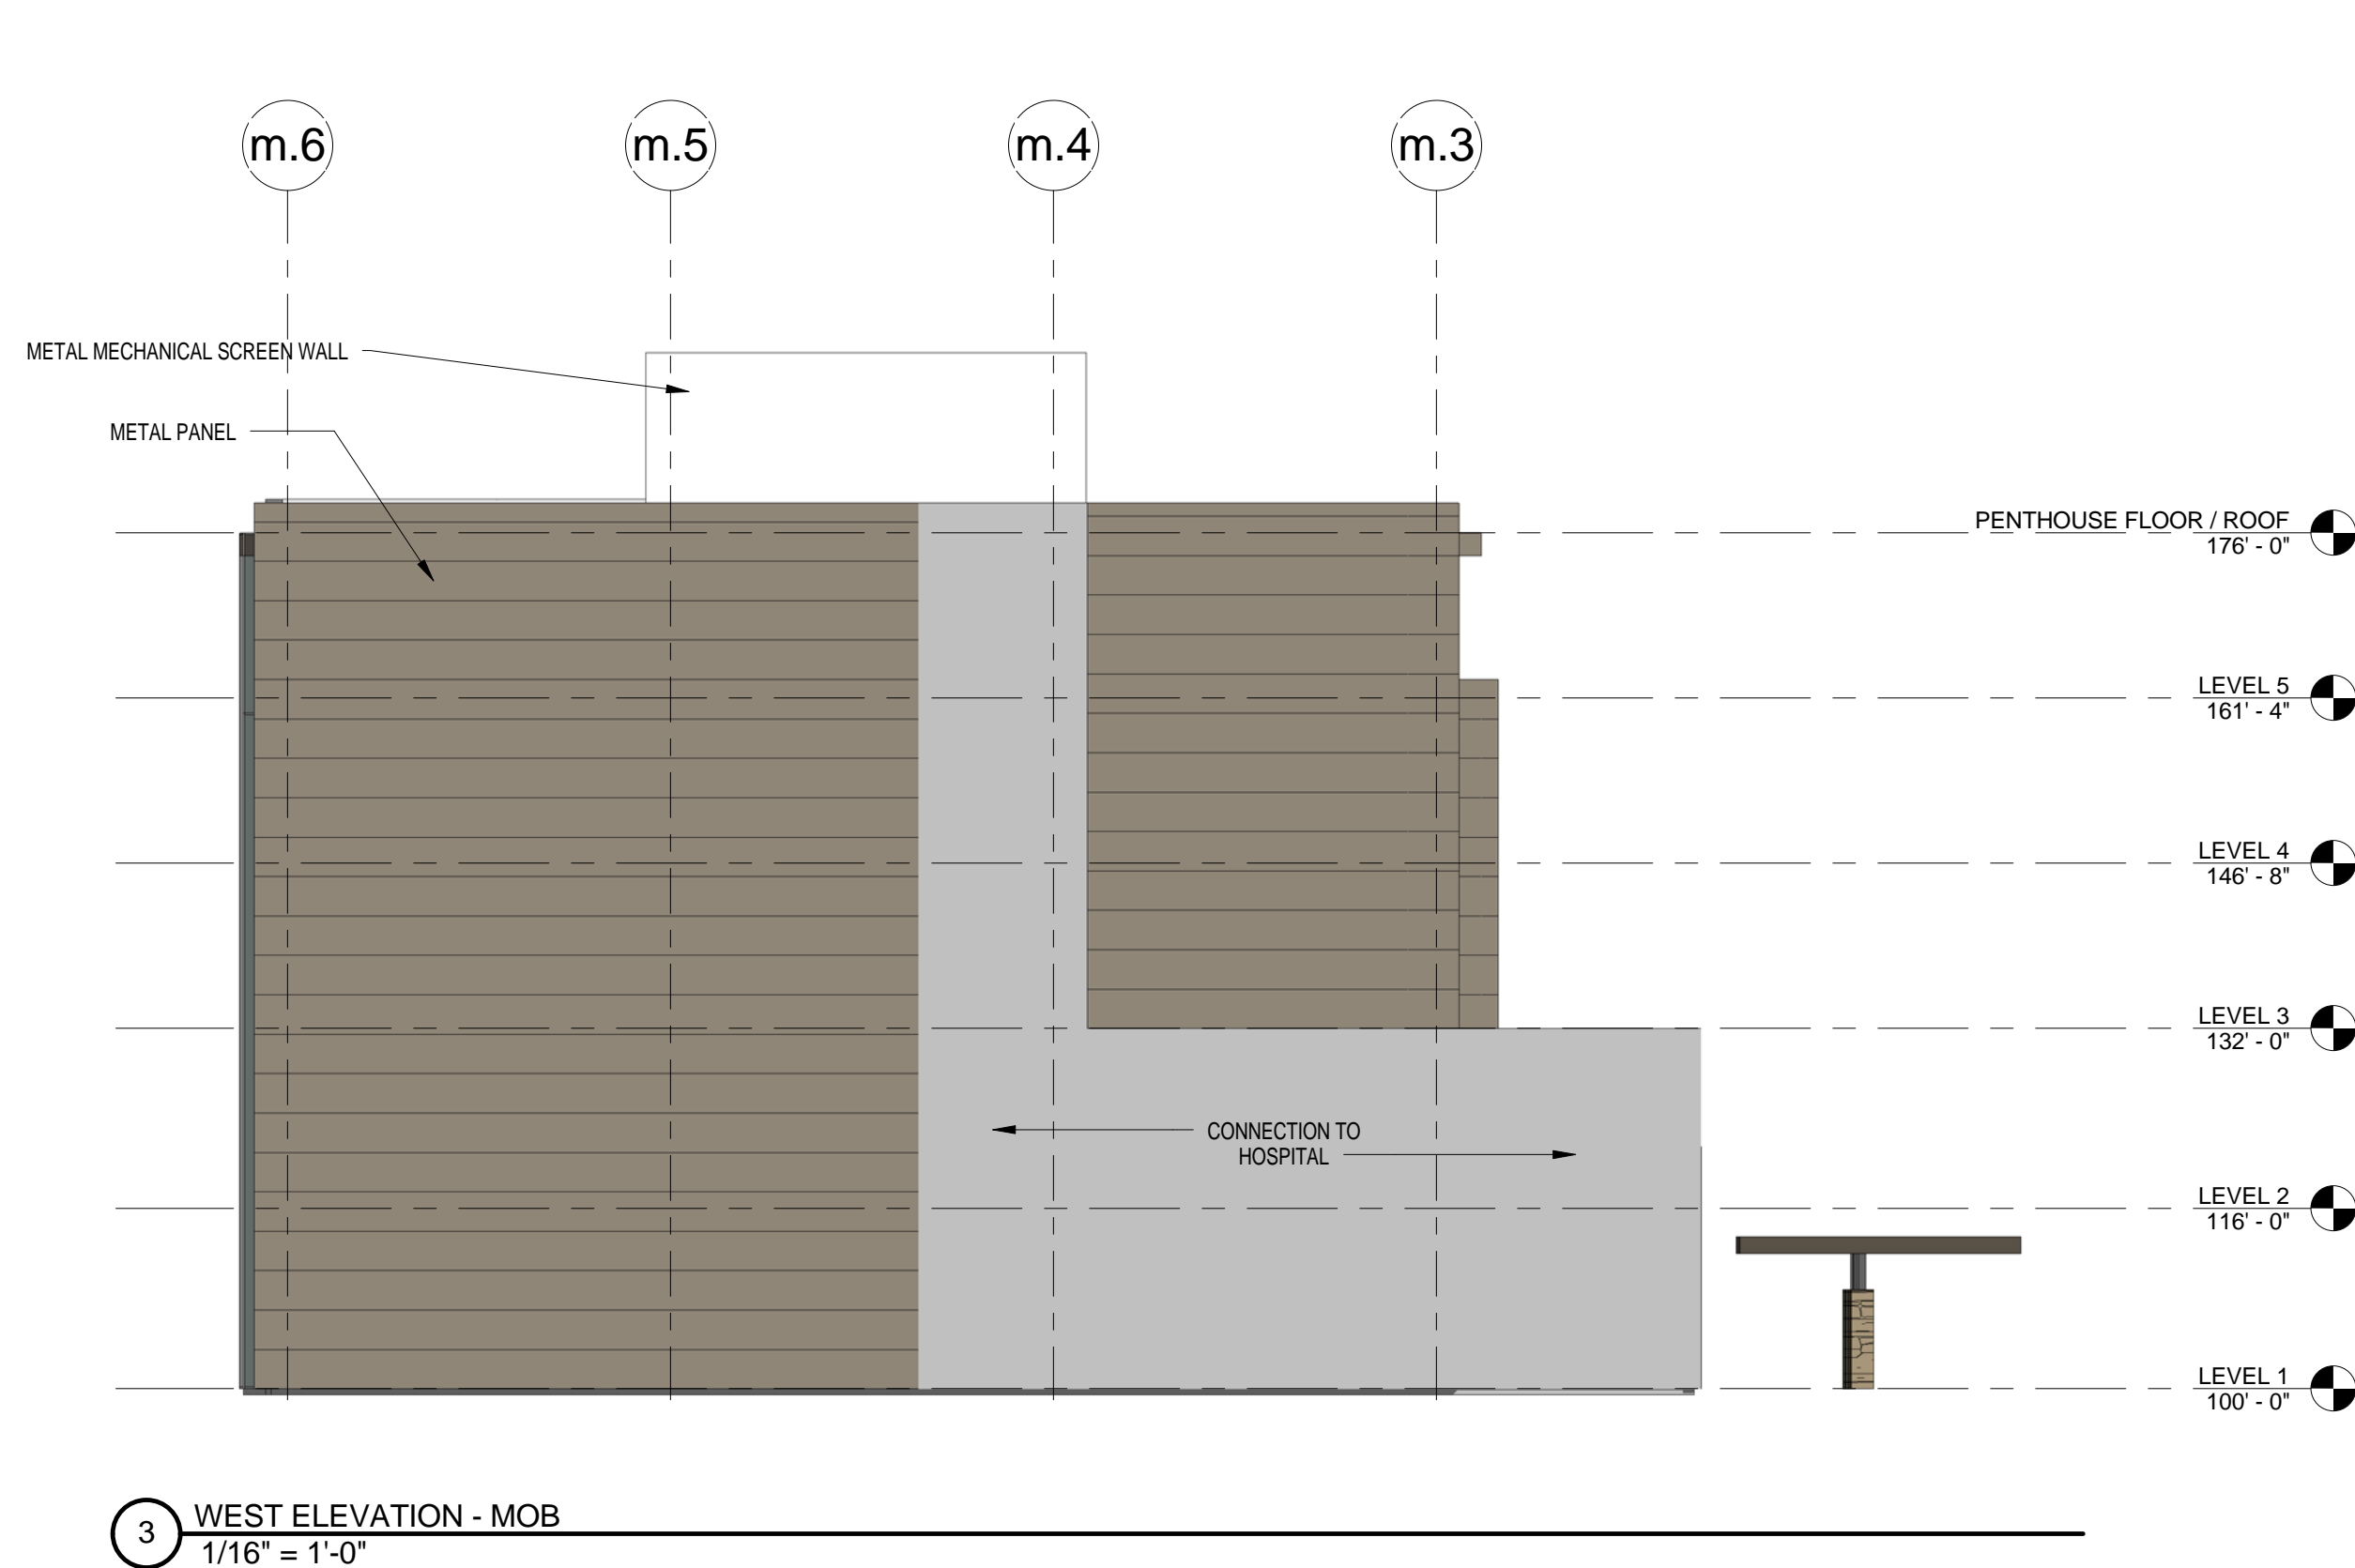 m.6
m.5
m.4
m.3
METAL MECHANICAL SCREEN WALL
METAL PANEL
PENTHOUSE FLOOR / ROOF
176' - 0"
LEVEL 5
161' - 4"
LEVEL 4
146' - 8"
LEVEL 3
132' - 0"
CONNECTION TO
HOSPITAL
LEVEL 2
116' - 0"
LEVEL 1
100' - 0"
3
WEST ELEVATION - MOB
1/16" = 1'-0"